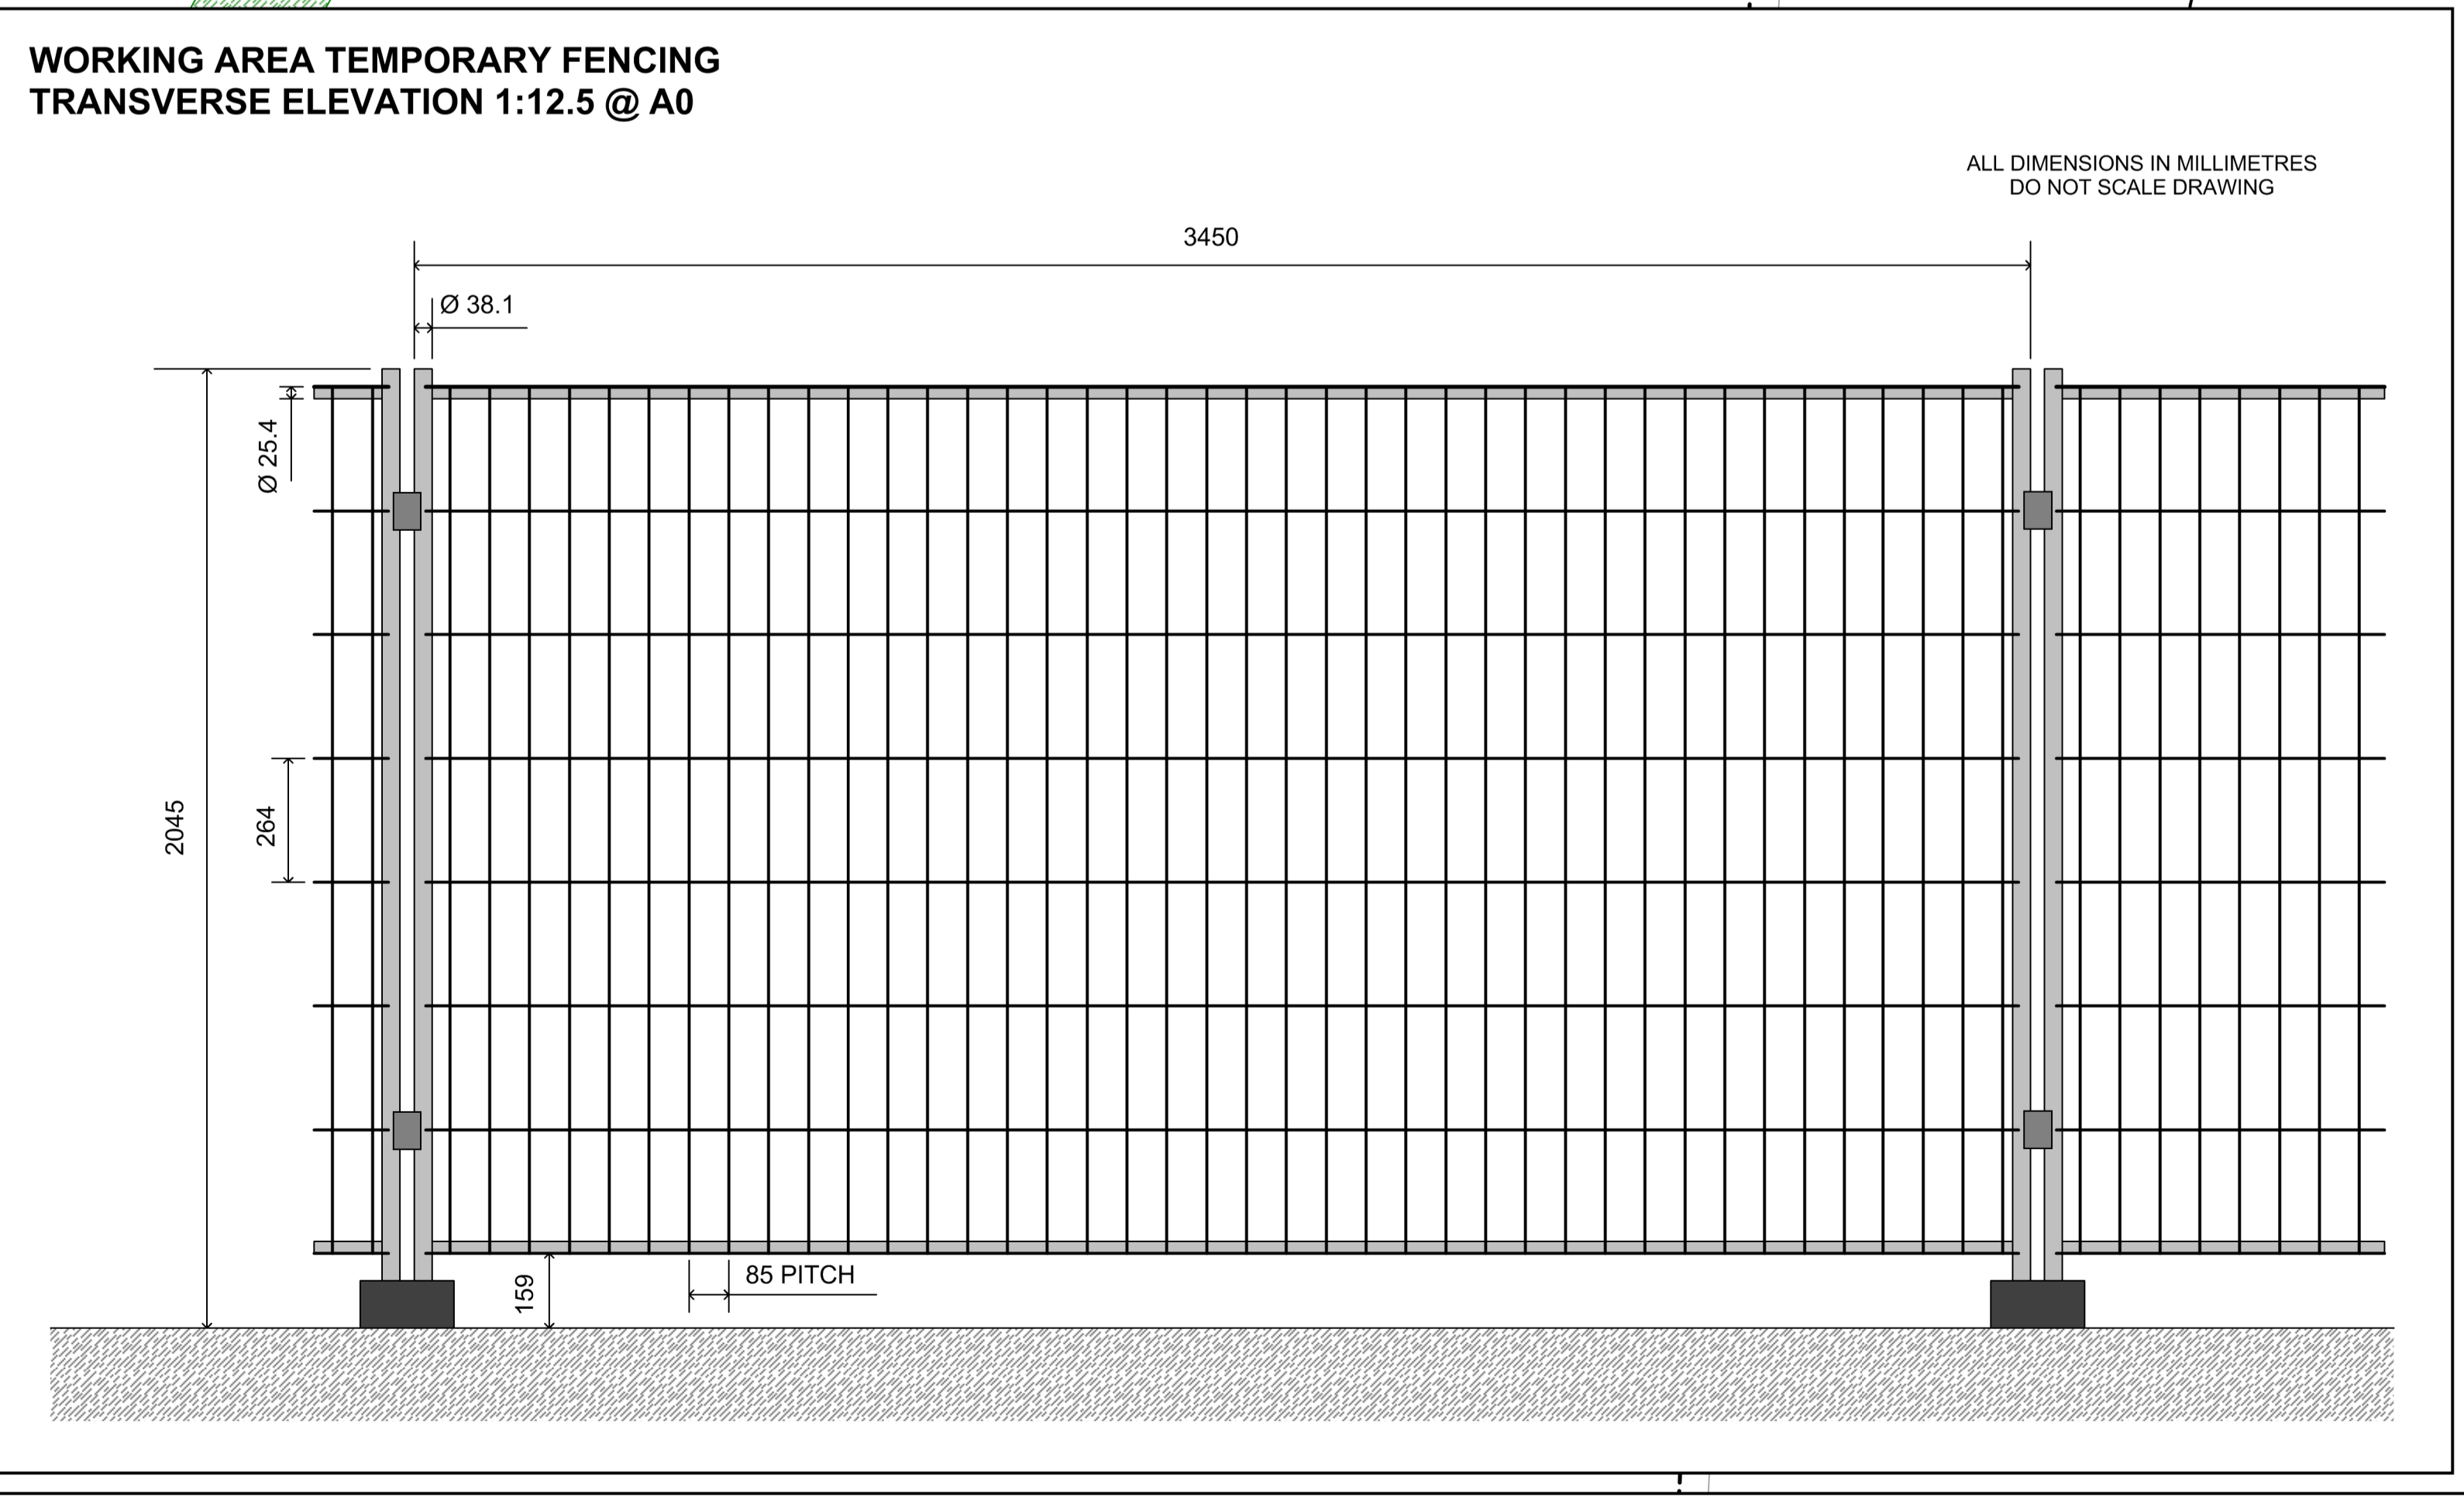 WORKING AREA TEMPORARY FENCING
TRANSVERSE ELEVATION 1:12.5 @ A0
ALL DIMENSIONS IN MILLIMETRES
DO NOT SCALE DRAWING
3450
Ø 38.1
Ø 25.4
2045
264
159
85 PITCH